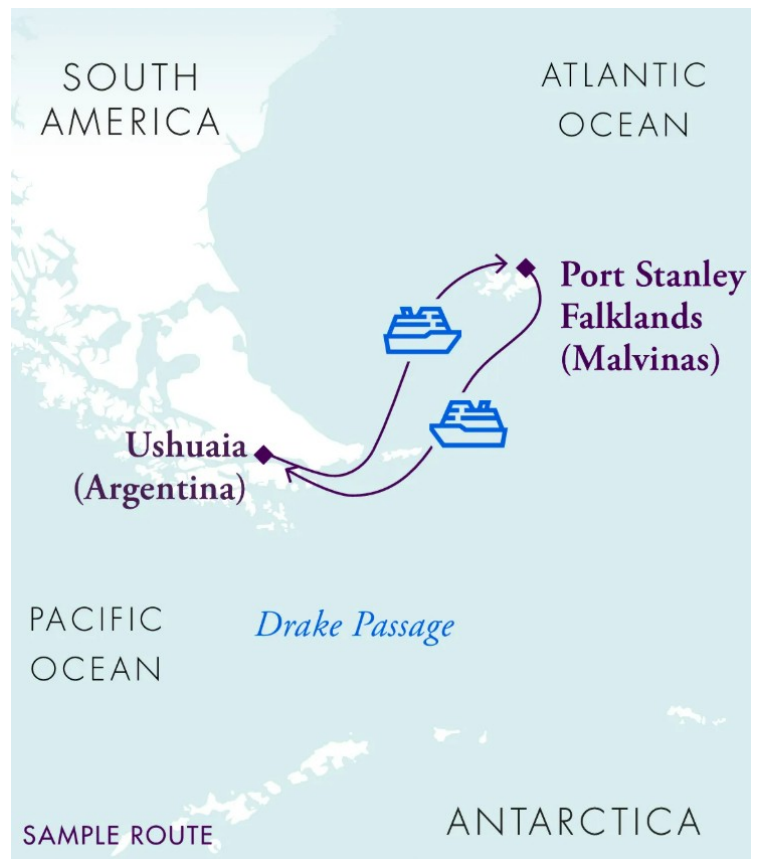 SOUTH
AMERICA
ATLANTIC
OCEAN
Port Stanley
Falklands
(Malvinas)
Ushuaia
(Argentina)
PACIFIC
OCEAN
Drake Passage
ANTARCTICA
SAMPLE ROUTE